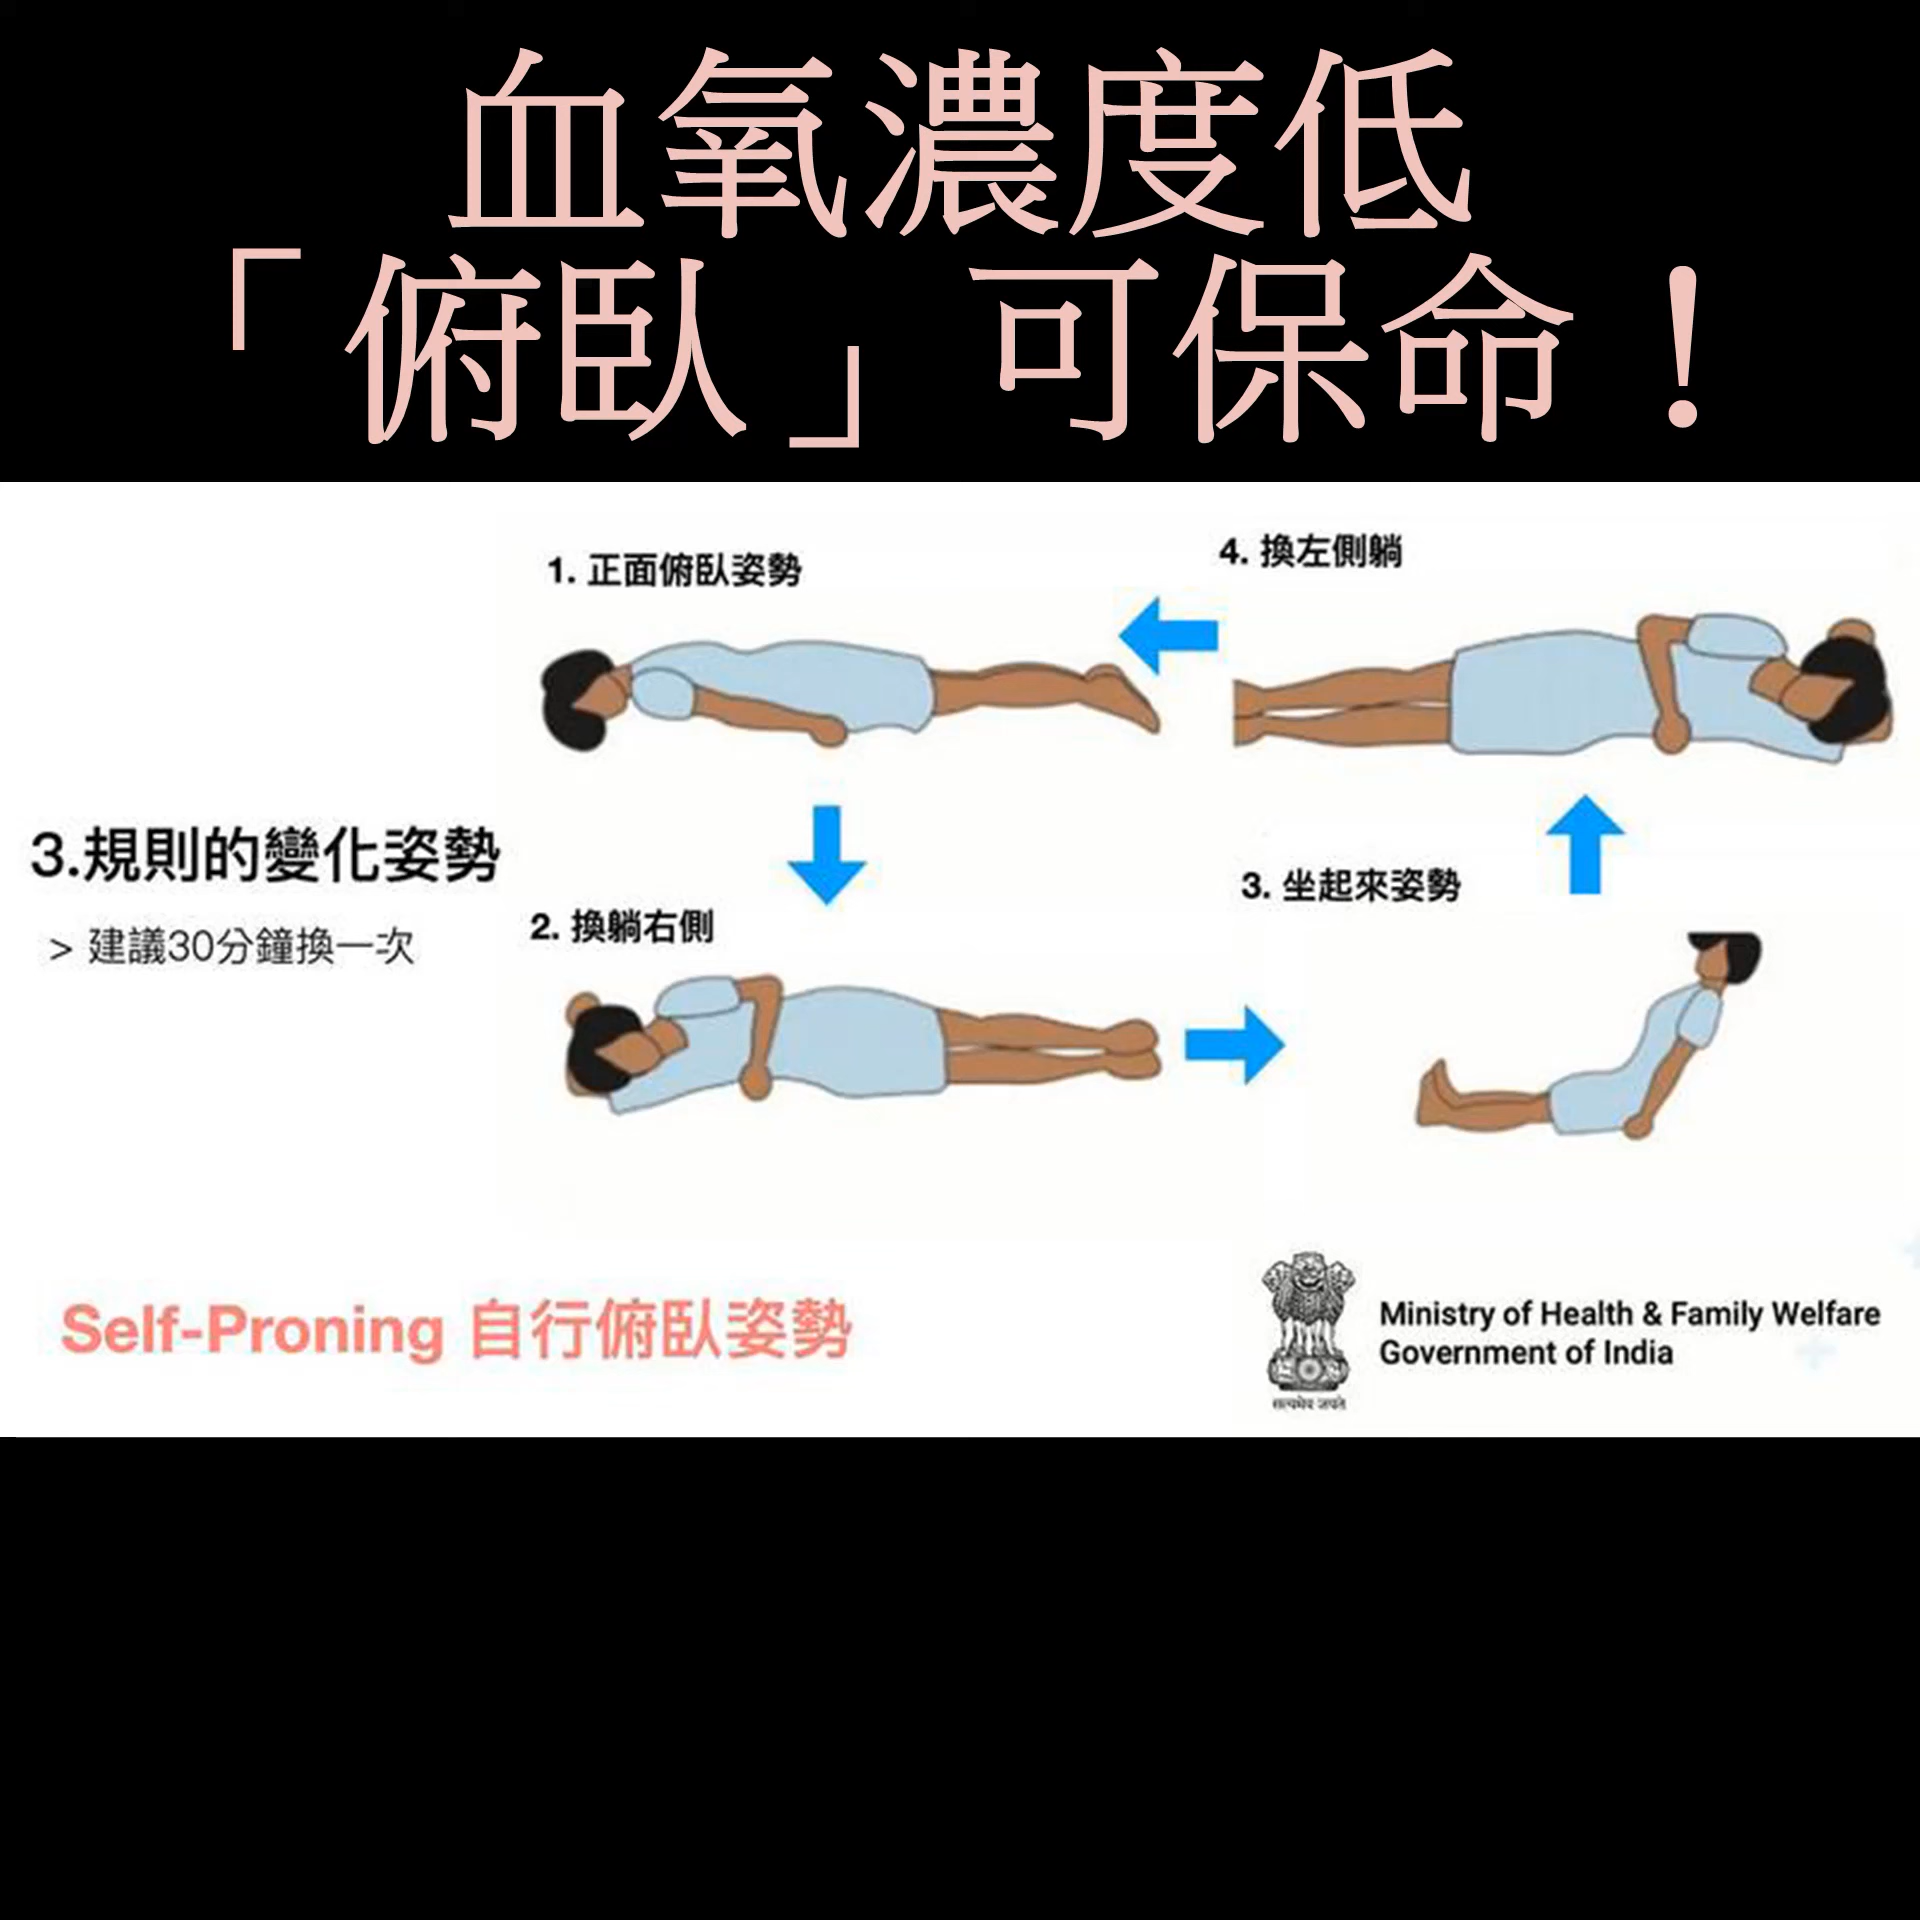 血氧濃度低
「俯臥」可保命！
1. 正面俯臥姿勢
4. 換左側躺
3.規則的變化姿勢
> 建議30分鐘換一次
2. 換躺右側
3. 坐起來姿勢
Self-Proning 自行俯臥姿勢
Ministry of Health & Family Welfare
Government of India
सत्यमेव जयते